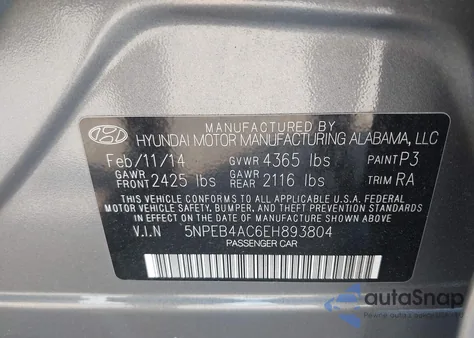 MANUFACTURED BY
HYUNDAI MOTOR MANUFACTURING ALABAMA, LLC
Feb/11/14 GVWR 4365 lbs PAINT P3
GAWR FRONT 2425 lbs GAWR REAR 2116 lbs TRIM RA
THIS VEHICLE CONFORMS TO ALL APPLICABLE U.S.A FEDERAL
MOTOR VEHICLE SAFETY, BUMPER, AND THEFT
PREVENTION STANDARDS IN EFFECT ON THE DATE OF
MANUFACTURE SHOWN ABOVE.
V.I.N 5NPEB4AC6EH893804
PASSENGER CAR
autoSnap